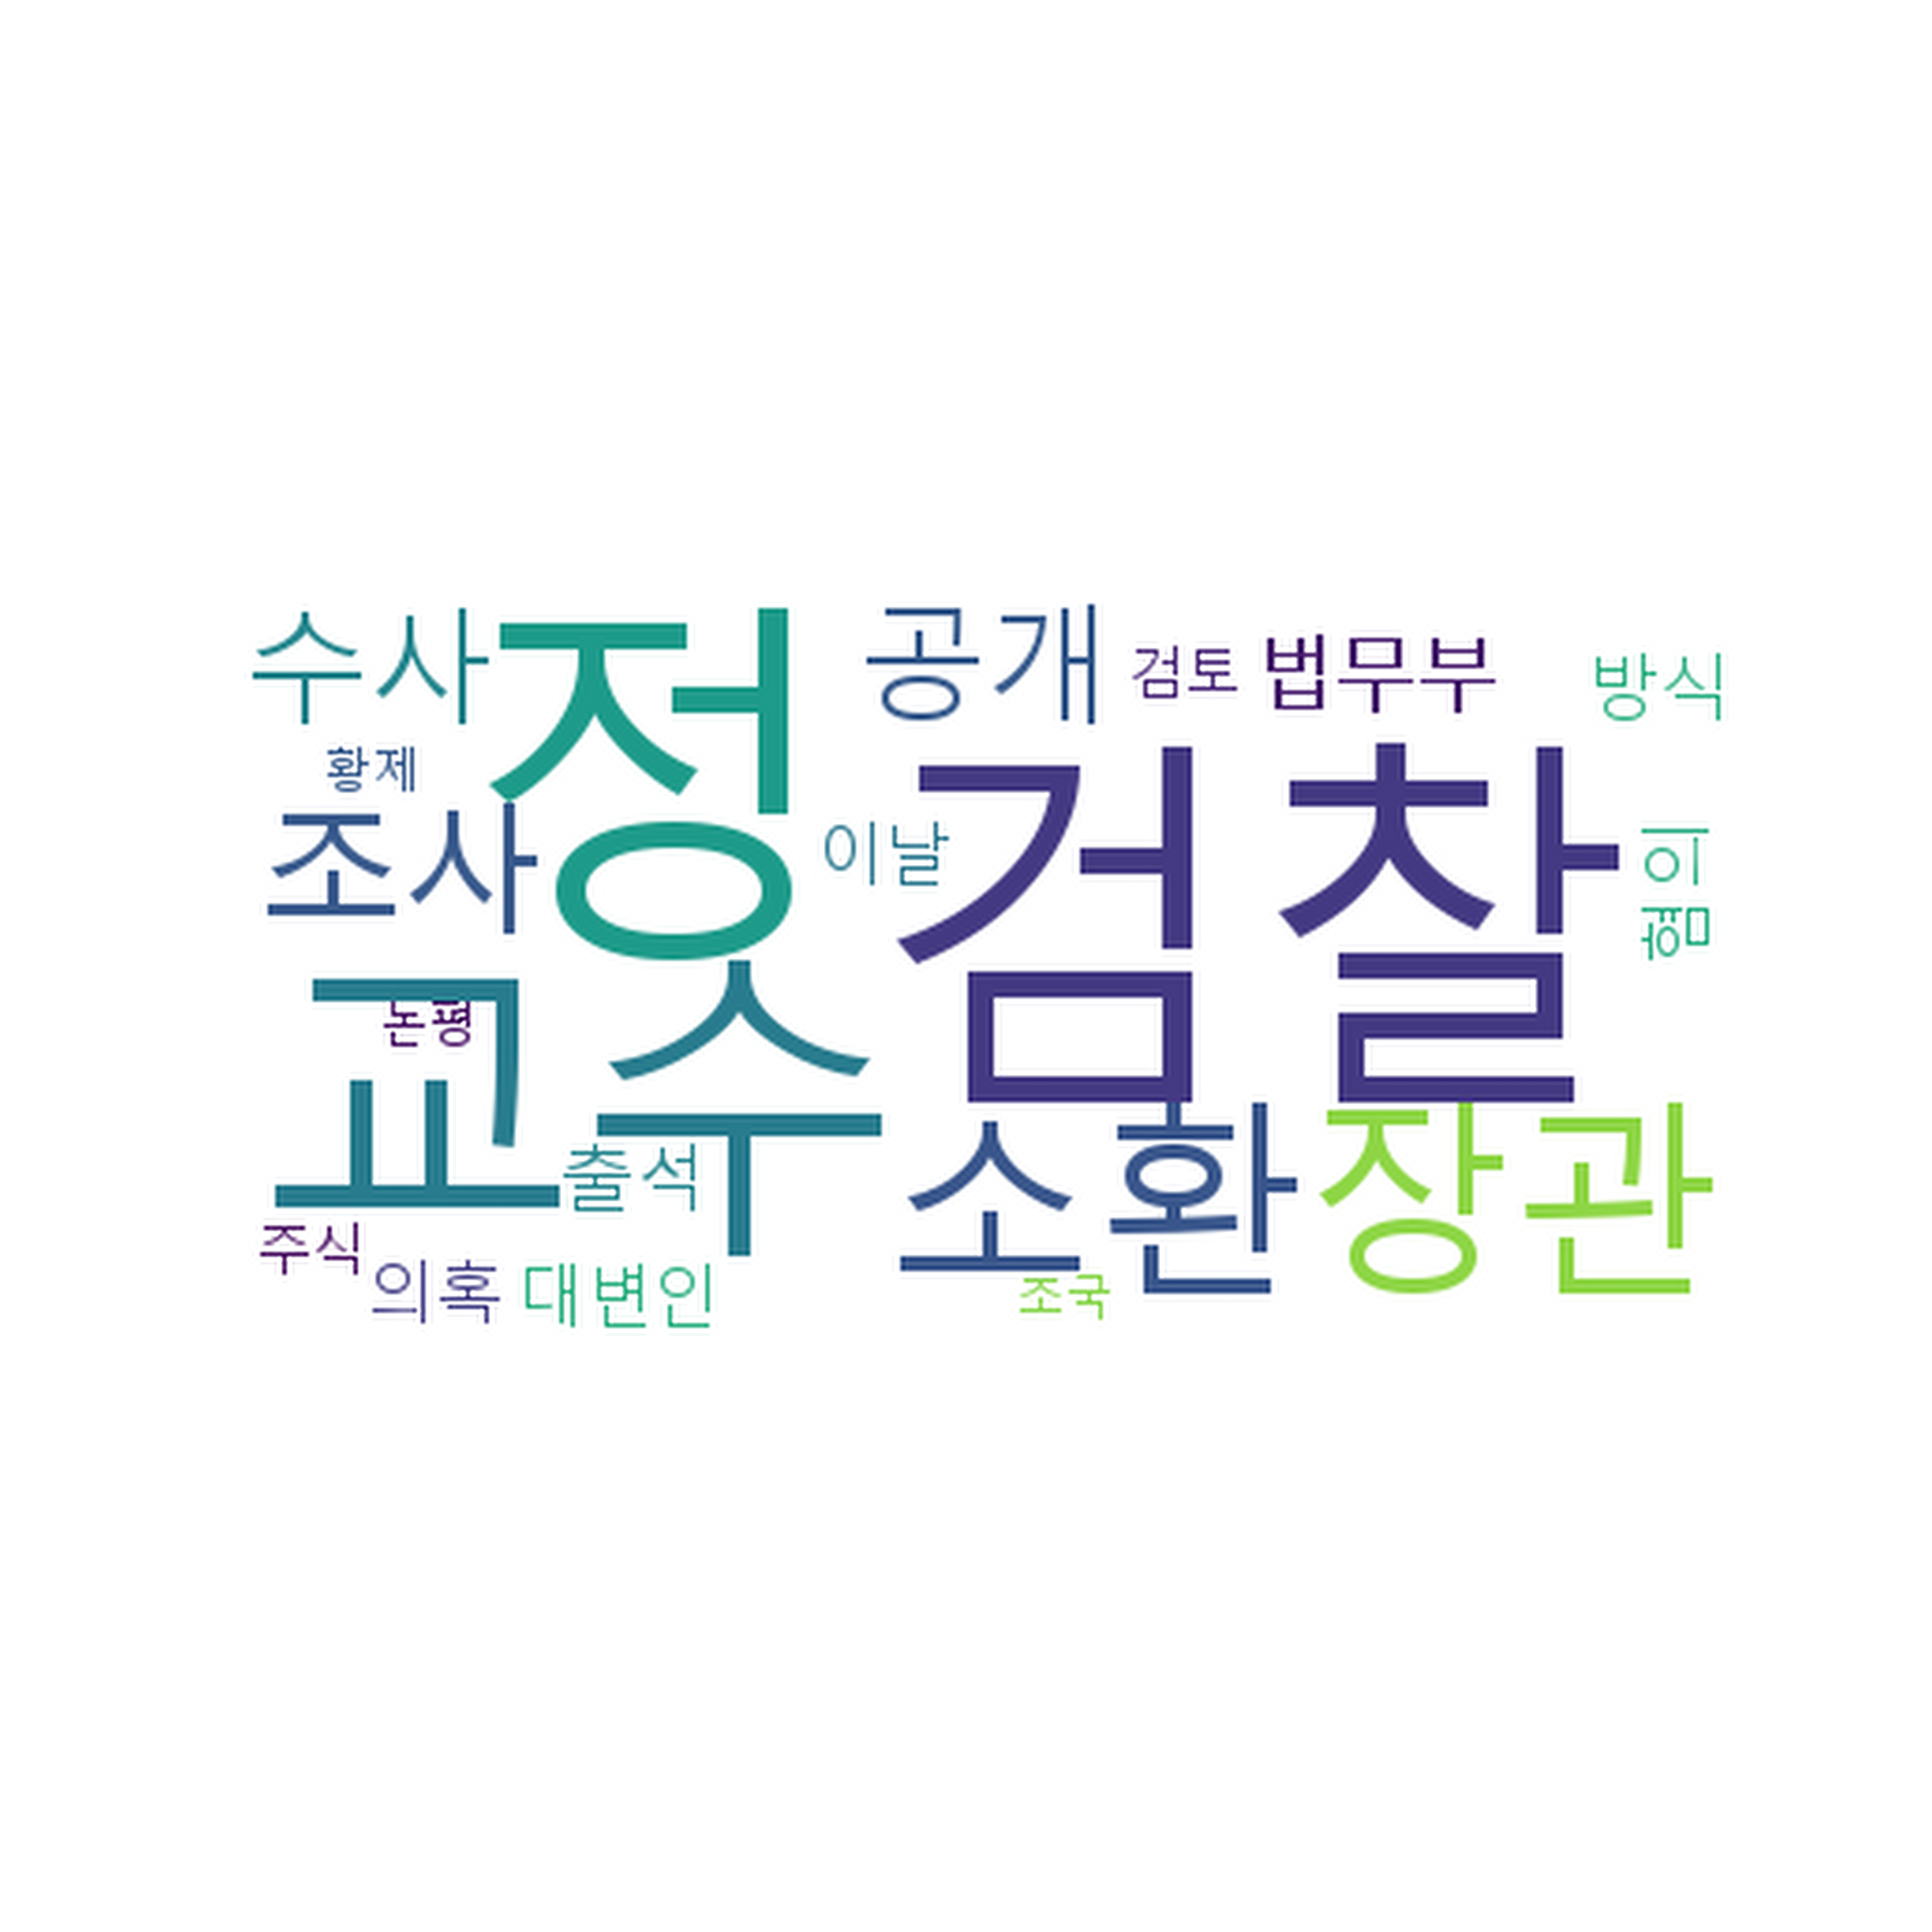 수사
정
공개
검토
법무부
방식
황제
조사
이날
검찰
혐의
교수
논평
출석
소환
장관
주식
의혹
대변인
조국